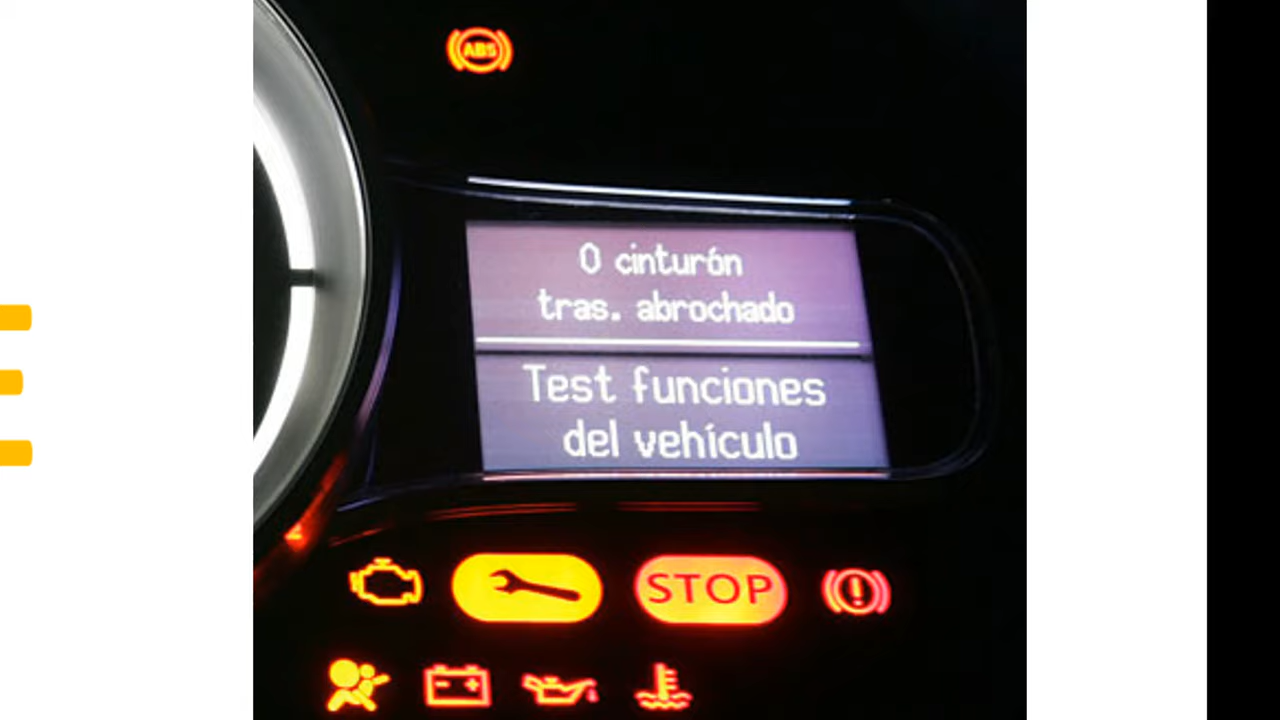 ABS
0 cinturón
tras. abrochado
Test funciones
del vehículo
STOP